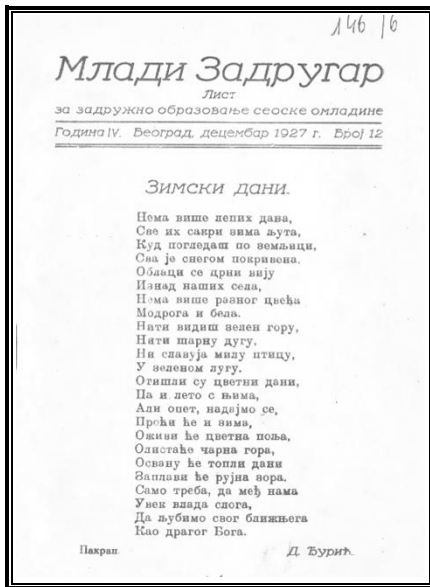 146/6
Млади Задругар
Лист
за задружно образовање сеоске омладине
Година IV. Београд, децембар 1927 г. Број 12
Зимски дани.
Нема више лепих дана,
Све их сакри зима љута,
Куд погледаш по земљици,
Сва је снегом покривена.
Облаци се црни вију
Изнад наших села,
Нема више разног цвећа
Модрога и бела.
Нити видиш зелен гору,
Нити шарну дугу,
Ни славуја милу птицу,
У зеленом лугу.
Отишли су цветни дани,
Па и лето с њима,
Али опет, надајмо се,
Проћи ће и зима,
Оживи ће цветна поља,
Олистаће чарна гора,
Освану ће топли дани
Заплави ће рујна зора.
Само треба, да међ нама
Увек влада слога,
Да љубимо свог ближњега
Као драгог Бога.
Пакрац. Д. Ђурић.